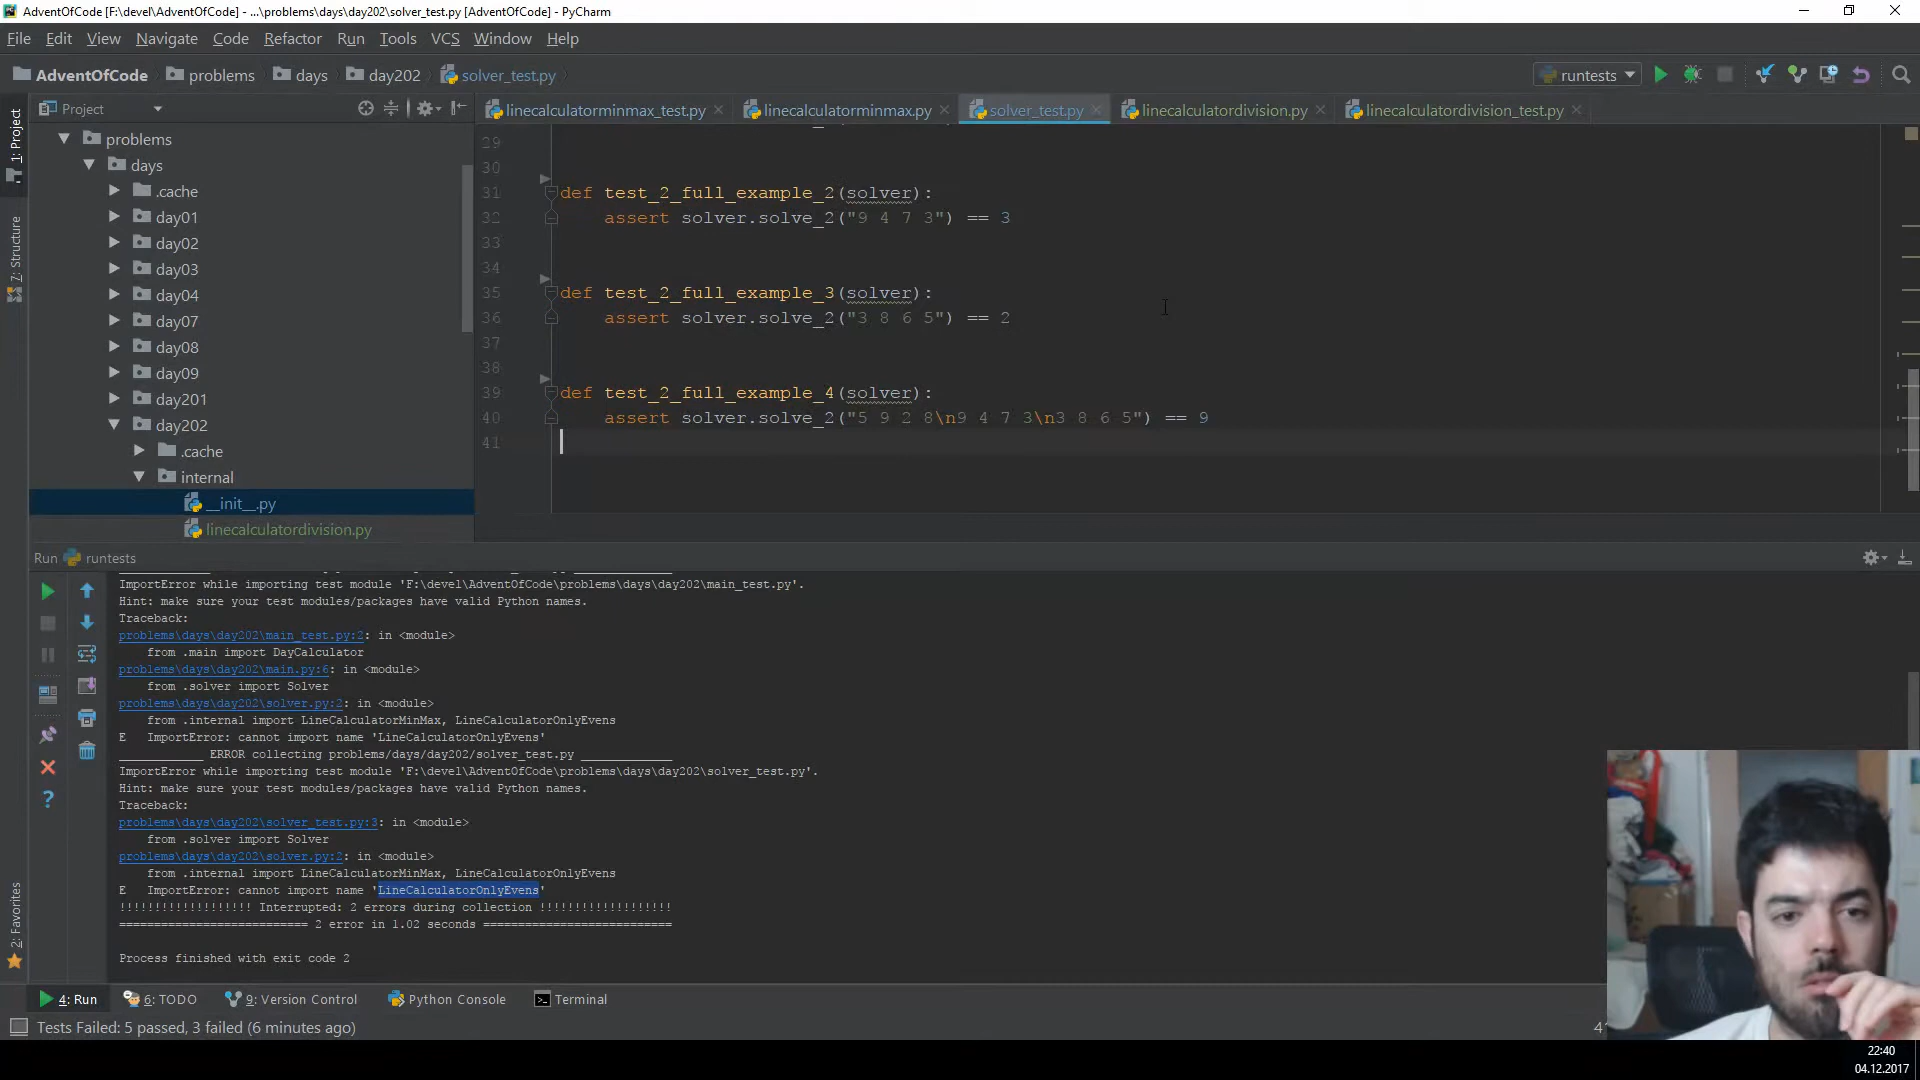 AdventOfCode [F:\devel\AdventOfCode] - ...\problems\days\day202\solver_test.py [AdventOfCode] - PyCharm
File Edit View Navigate Code Refactor Run Tools VCS Window Help
AdventOfCode problems days day202 solver_test.py
runtests
1: Project
7: Structure
2: Favorites
Project
problems
days
.cache
day01
day02
day03
day04
day07
day08
day09
day201
day202
.cache
internal
__init__.py
linecalculatordivision.py
linecalculatorminmax_test.py linecalculatorminmax.py solver_test.py linecalculatordivision.py linecalculatordivision_test.py
29
30
31 def test_2_full_example_2(solver):
32 assert solver.solve_2("9 4 7 3") == 3
33
34
35 def test_2_full_example_3(solver):
36 assert solver.solve_2("3 8 6 5") == 2
37
38
39 def test_2_full_example_4(solver):
40 assert solver.solve_2("5 9 2 8\n9 4 7 3\n3 8 6 5") == 9
41
Run runtests
ImportError while importing test module 'F:\devel\AdventOfCode\problems\days\day202\main_test.py'.
Hint: make sure your test modules/packages have valid Python names.
Traceback:
problems\days\day202\main_test.py:2: in <module>
from .main import DayCalculator
problems\days\day202\main.py:6: in <module>
from .solver import Solver
problems\days\day202\solver.py:2: in <module>
from .internal import LineCalculatorMinMax, LineCalculatorOnlyEvens
E ImportError: cannot import name 'LineCalculatorOnlyEvens'
____________ ERROR collecting problems/days/day202/solver_test.py _____________
ImportError while importing test module 'F:\devel\AdventOfCode\problems\days\day202\solver_test.py'.
Hint: make sure your test modules/packages have valid Python names.
Traceback:
problems\days\day202\solver_test.py:3: in <module>
from .solver import Solver
problems\days\day202\solver.py:2: in <module>
from .internal import LineCalculatorMinMax, LineCalculatorOnlyEvens
E ImportError: cannot import name 'LineCalculatorOnlyEvens'
!!!!!!!!!!!!!!!!!!! Interrupted: 2 errors during collection !!!!!!!!!!!!!!!!!!!
=========================== 2 error in 1.02 seconds ===========================
Process finished with exit code 2
4: Run 6: TODO 9: Version Control Python Console Terminal
Tests Failed: 5 passed, 3 failed (6 minutes ago)
22:40
04.12.2017